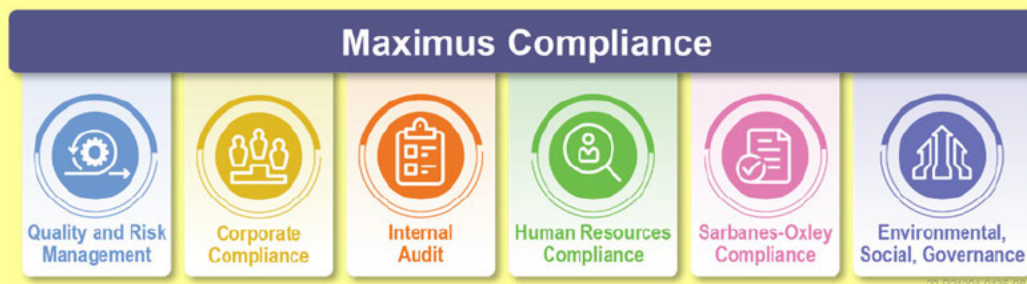 Maximus Compliance
Quality and Risk
Management
Corporate
Compliance
Internal
Audit
Human Resources
Compliance
Sarbanes-Oxley
Compliance
Environmental,
Social, Governance